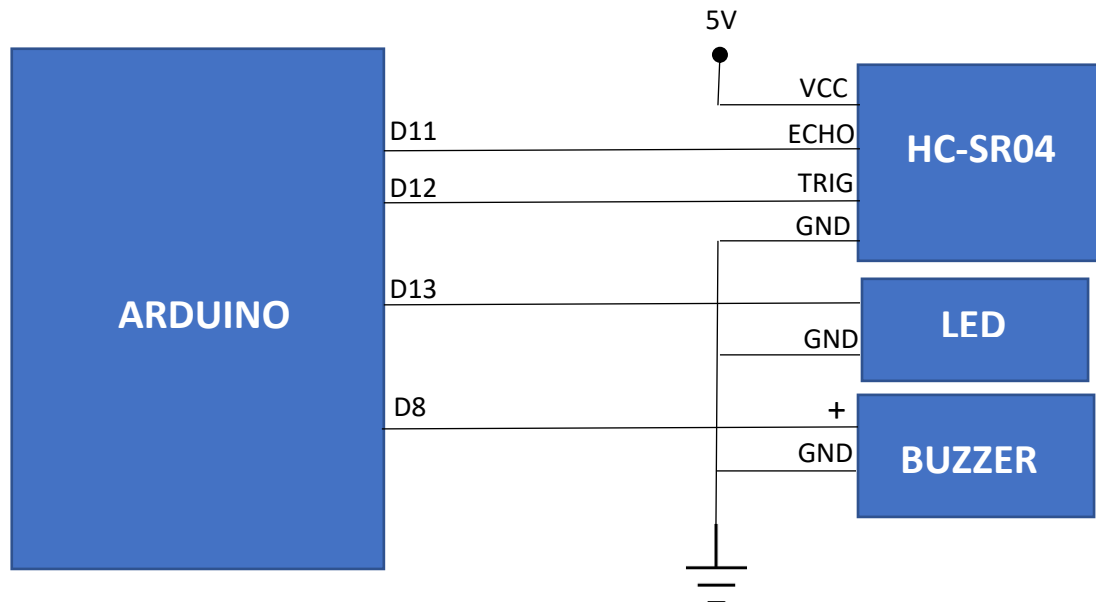 5V
VCC
D11
ECHO
HC-SR04
D12
TRIG
GND
D13
ARDUINO
LED
GND
D8
+
GND
BUZZER